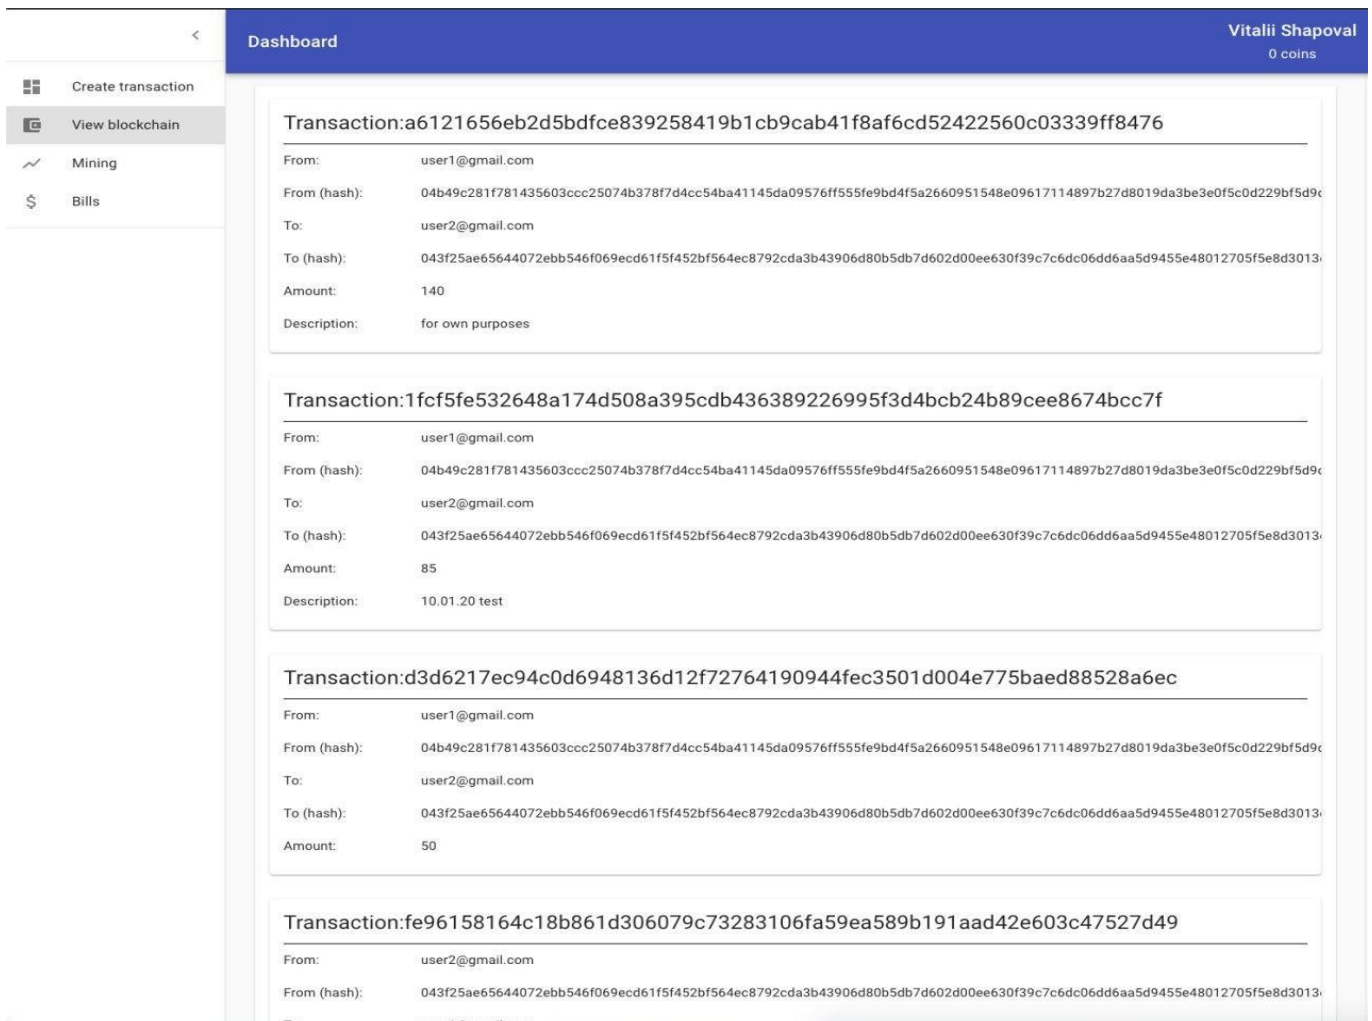 Dashboard
Vitalii Shapoval
0 coins
Create transaction
View blockchain
Mining
Bills
Transaction:a6121656eb2d5bdfce839258419b1cb9cab41f8af6cd52422560c03339ff8476
From: user1@gmail.com
From (hash): 04b49c281f781435603ccc25074b378f7d4cc54ba41145da09576ff555fe9bd4f5a2660951548e09617114897b27d8019da3be3e0f5c0d229bf5d9
To: user2@gmail.com
To (hash): 043f25ae65644072ebb546f069ecd61f5f452bf564ec8792cda3b43906d80b5db7d602d00ee630f39c7c6dc06dd6aa5d9455e48012705f5e8d3013
Amount: 140
Description: for own purposes
Transaction:1fcf5fe532648a174d508a395cdb436389226995f3d4bcb24b89cee8674bcc7f
From: user1@gmail.com
From (hash): 04b49c281f781435603ccc25074b378f7d4cc54ba41145da09576ff555fe9bd4f5a2660951548e09617114897b27d8019da3be3e0f5c0d229bf5d9
To: user2@gmail.com
To (hash): 043f25ae65644072ebb546f069ecd61f5f452bf564ec8792cda3b43906d80b5db7d602d00ee630f39c7c6dc06dd6aa5d9455e48012705f5e8d3013
Amount: 85
Description: 10.01.20 test
Transaction:d3d6217ec94c0d6948136d12f72764190944fec3501d004e775baed88528a6ec
From: user1@gmail.com
From (hash): 04b49c281f781435603ccc25074b378f7d4cc54ba41145da09576ff555fe9bd4f5a2660951548e09617114897b27d8019da3be3e0f5c0d229bf5d9
To: user2@gmail.com
To (hash): 043f25ae65644072ebb546f069ecd61f5f452bf564ec8792cda3b43906d80b5db7d602d00ee630f39c7c6dc06dd6aa5d9455e48012705f5e8d3013
Amount: 50
Transaction:fe96158164c18b861d306079c73283106fa59ea589b191aad42e603c47527d49
From: user2@gmail.com
From (hash): 043f25ae65644072ebb546f069ecd61f5f452bf564ec8792cda3b43906d80b5db7d602d00ee630f39c7c6dc06dd6aa5d9455e48012705f5e8d3013